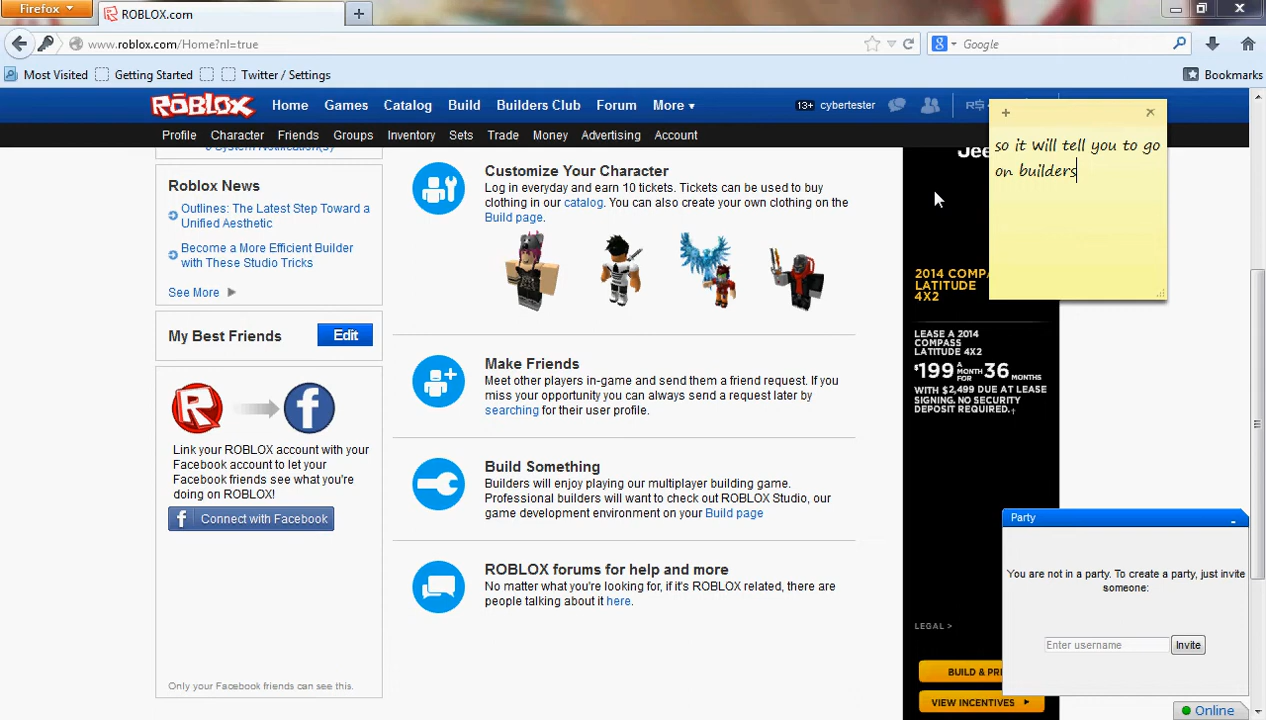 Firefox
ROBLOX.com
www.roblox.com/Home?nl=true
Google
Most Visited
Getting Started
Twitter / Settings
Bookmarks
ROBLOX
Home
Games
Catalog
Build
Builders Club
Forum
More
13+
cybertester
R$
Profile
Character
Friends
Groups
Inventory
Sets
Trade
Money
Advertising
Account
so it will tell you to go
on builders
Roblox News
Outlines: The Latest Step Toward a
Unified Aesthetic
Become a More Efficient Builder
with These Studio Tricks
See More
My Best Friends
Edit
Link your ROBLOX account with your
Facebook account to let your
Facebook friends see what you're
doing on ROBLOX!
Connect with Facebook
Only your Facebook friends can see this.
Customize Your Character
Log in everyday and earn 10 tickets. Tickets can be used to buy
clothing in our catalog. You can also create your own clothing on the
Build page.
Make Friends
Meet other players in-game and send them a friend request. If you
miss your opportunity you can always send a request later by
searching for their user profile.
Build Something
Builders will enjoy playing our multiplayer building game.
Professional builders will want to check out ROBLOX Studio, our
game development environment on your Build page
ROBLOX forums for help and more
No matter what you're looking for, if it's ROBLOX related, there are
people talking about it here.
Jee
2014 COMPA
LATITUDE
4X2
LEASE A 2014
COMPASS
LATITUDE 4X2
$199 A MONTH FOR 36 MONTHS
WITH $2,499 DUE AT LEASE
SIGNING. NO SECURITY
DEPOSIT REQUIRED.†
LEGAL >
BUILD & PRI
VIEW INCENTIVES
Party
You are not in a party. To create a party, just invite
someone:
Enter username
Invite
Online